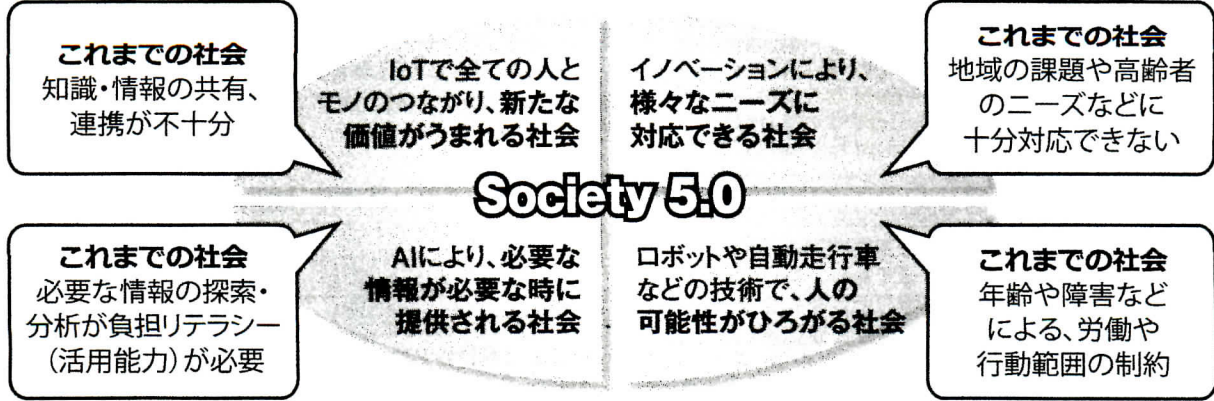 これまでの社会
知識・情報の共有、
連携が不十分
IoTで全ての人と
モノのつながり、新たな
価値がうまれる社会
イノベーションにより、
様々なニーズに
対応できる社会
これまでの社会
地域の課題や高齢者
のニーズなどに
十分対応できない
Society 5.0
これまでの社会
必要な情報の探索・
分析が負担リテラシー
（活用能力）が必要
AIにより、必要な
情報が必要な時に
提供される社会
ロボットや自動走行車
などの技術で、人の
可能性がひろがる社会
これまでの社会
年齢や障害など
による、労働や
行動範囲の制約